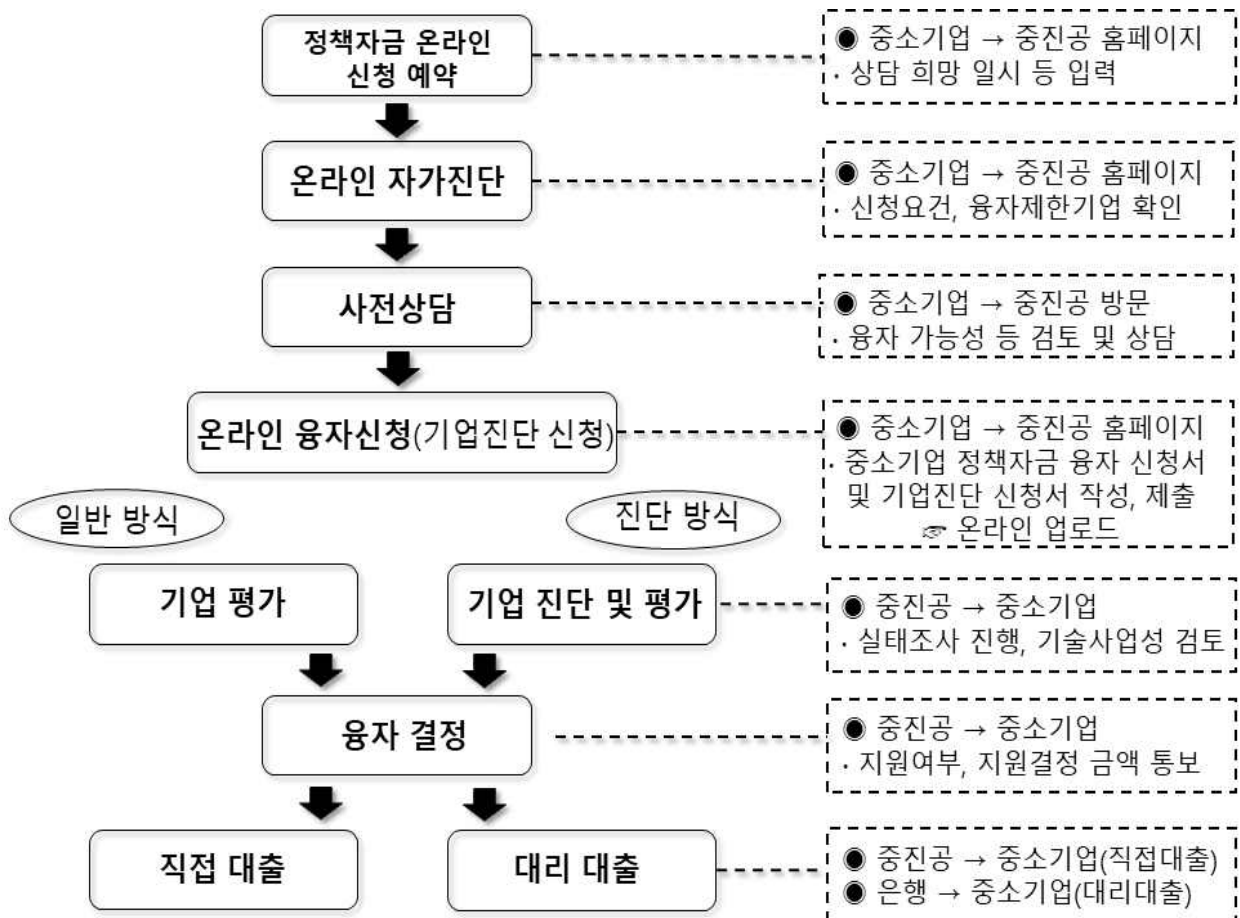 정책자금 온라인
신청 예약
◉ 중소기업 → 중진공 홈페이지
· 상담 희망 일시 등 입력
온라인 자가진단
◉ 중소기업 → 중진공 홈페이지
· 신청요건, 융자제한기업 확인
사전상담
◉ 중소기업 → 중진공 방문
· 융자 가능성 등 검토 및 상담
온라인 융자신청(기업진단 신청)
◉ 중소기업 → 중진공 홈페이지
· 중소기업 정책자금 융자 신청서
및 기업진단 신청서 작성, 제출
☞ 온라인 업로드
일반 방식
진단 방식
기업 평가
기업 진단 및 평가
◉ 중진공 → 중소기업
· 실태조사 진행, 기술사업성 검토
융자 결정
◉ 중진공 → 중소기업
· 지원여부, 지원결정 금액 통보
직접 대출
대리 대출
◉ 중진공 → 중소기업(직접대출)
◉ 은행 → 중소기업(대리대출)